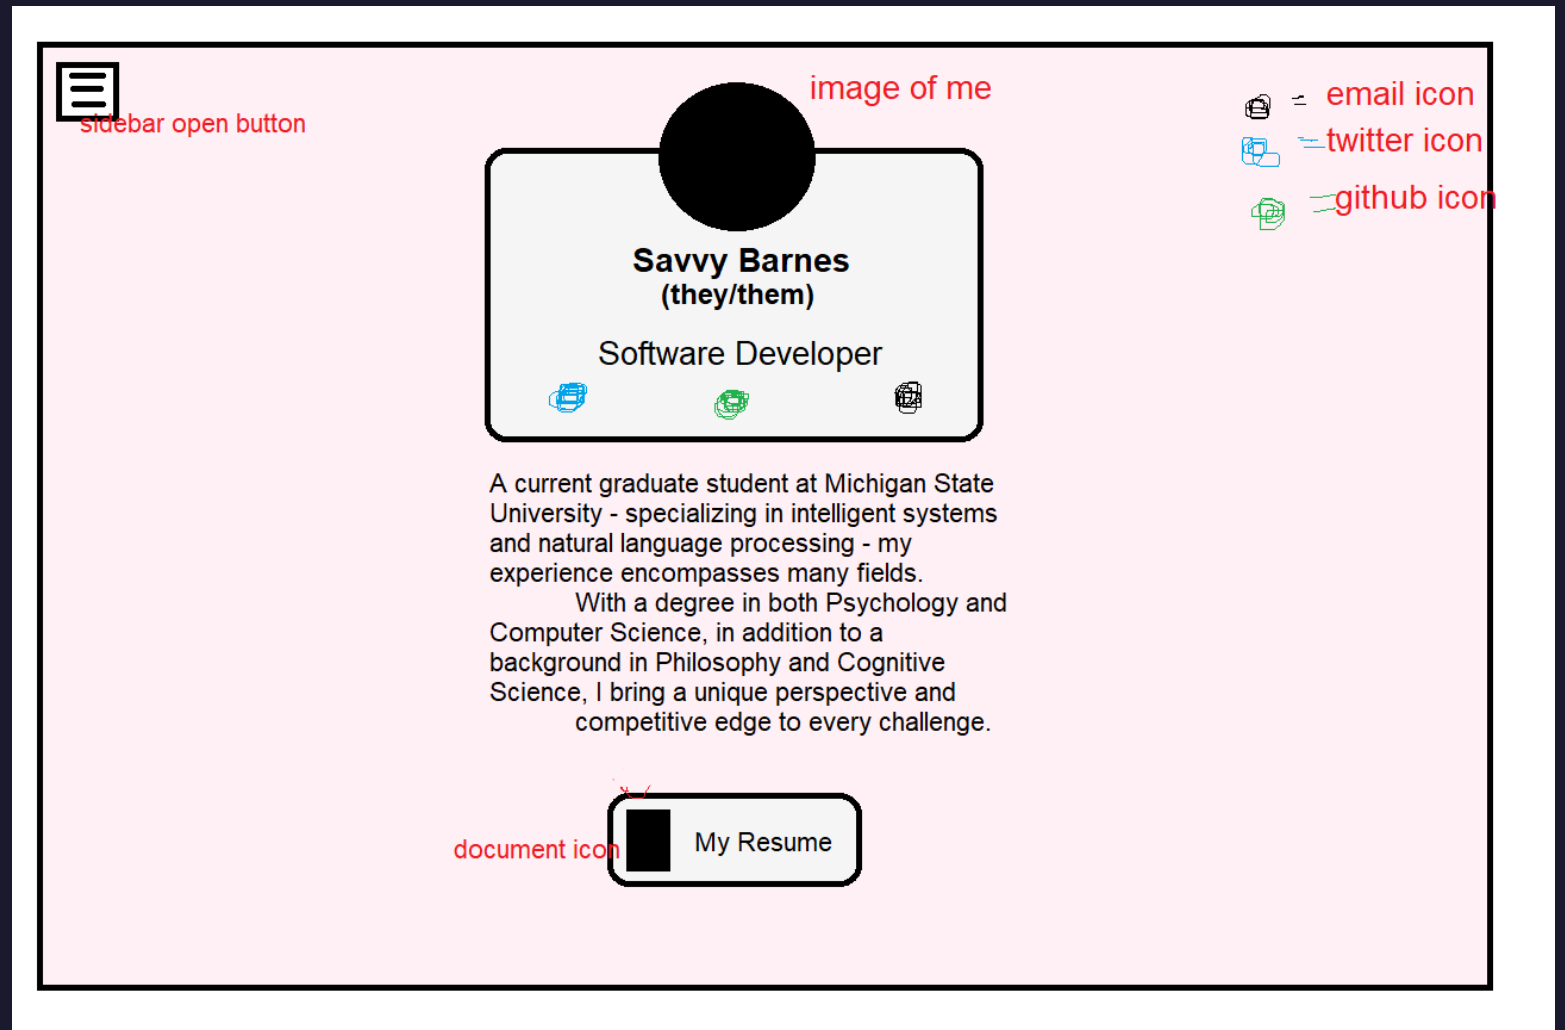 image of me
email icon
sidebar open button
twitter icon
github icon
Savvy Barnes
(they/them)
Software Developer
A current graduate student at Michigan State
University - specializing in intelligent systems
and natural language processing - my
experience encompasses many fields.
With a degree in both Psychology and
Computer Science, in addition to a
background in Philosophy and Cognitive
Science, I bring a unique perspective and
competitive edge to every challenge.
document icon
My Resume